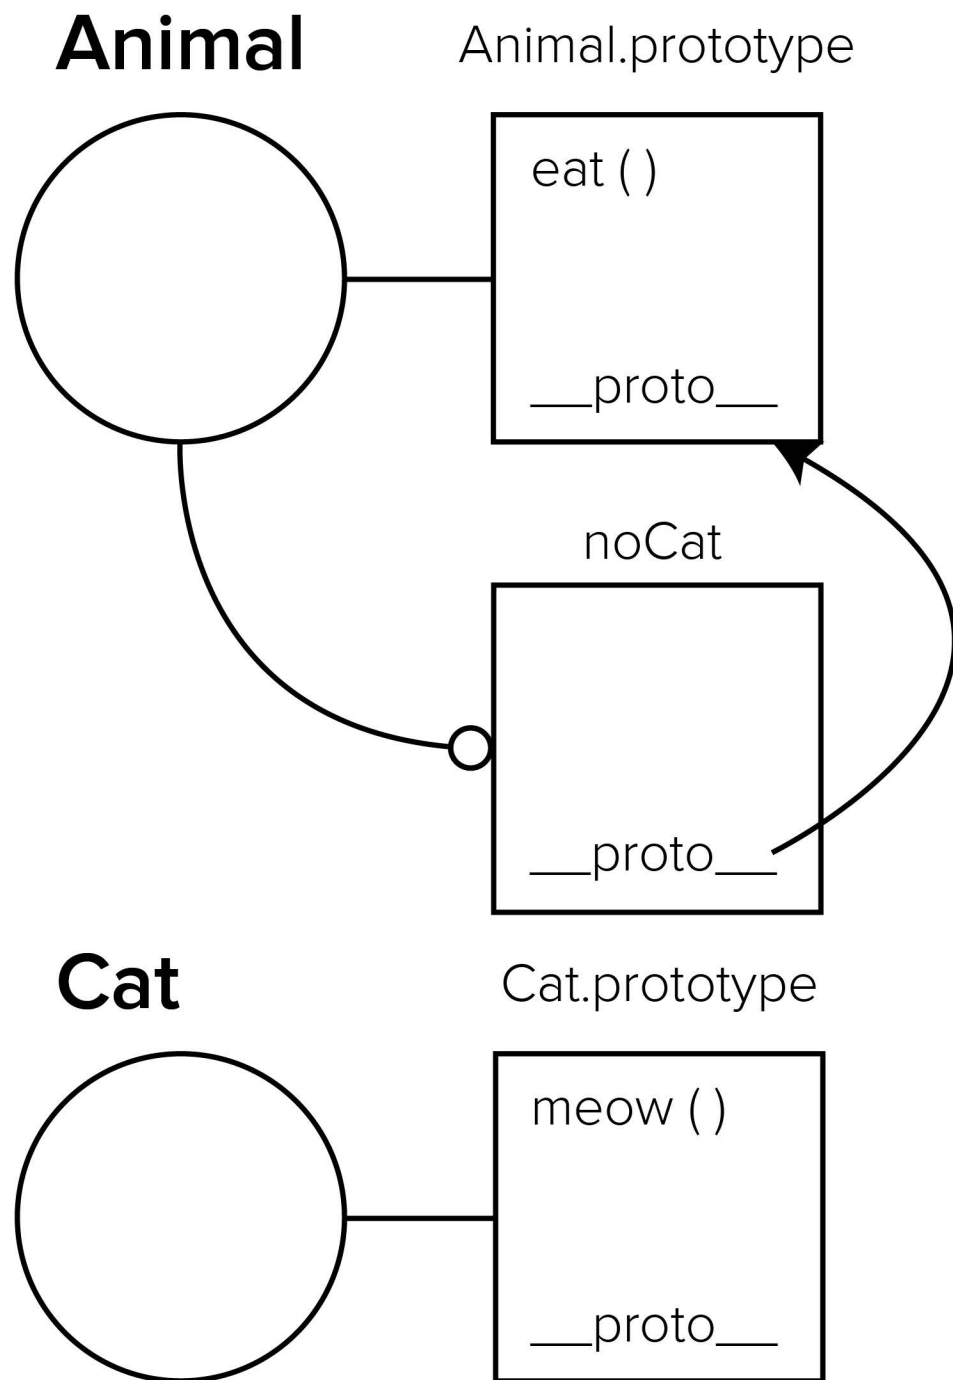 Animal
Animal.prototype
eat ( )
__proto__
noCat
__proto__
Cat
Cat.prototype
meow ( )
__proto__